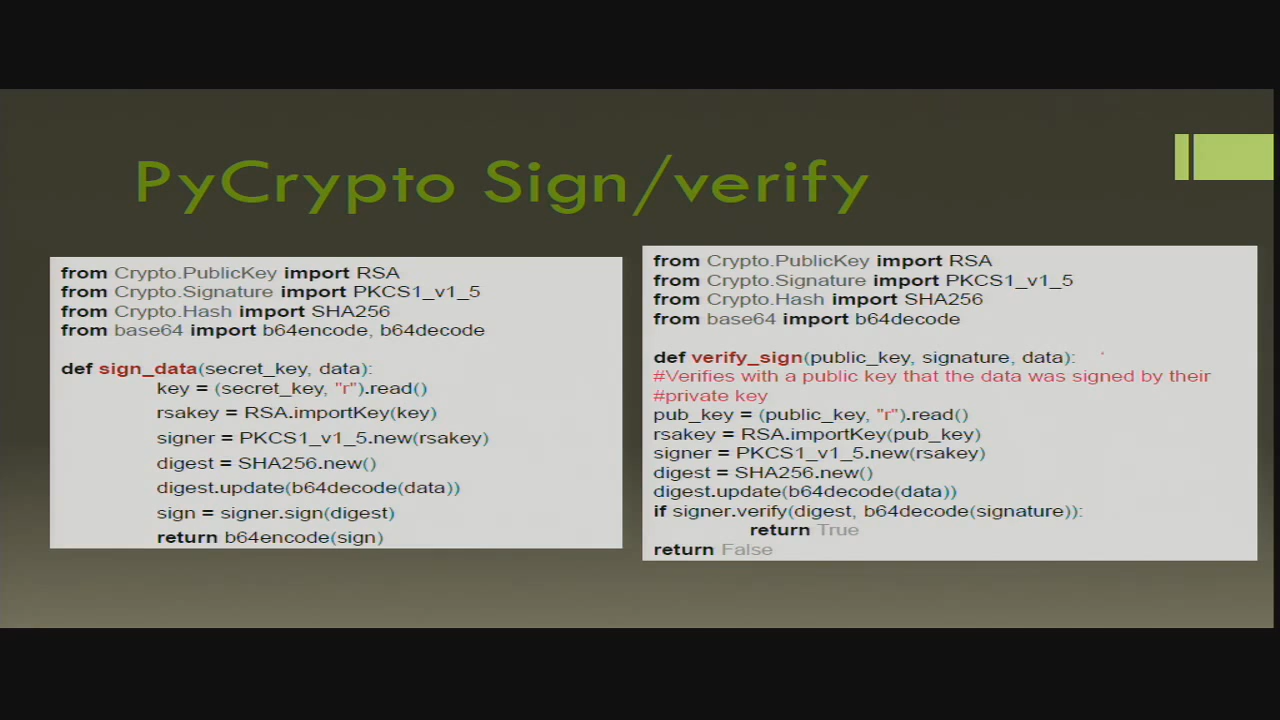 PyCrypto Sign/verify
from Crypto.PublicKey import RSA
from Crypto.Signature import PKCS1_v1_5
from Crypto.Hash import SHA256
from base64 import b64encode, b64decode
def sign_data(secret_key, data):
key = (secret_key, "r").read()
rsakey = RSA.importKey(key)
signer = PKCS1_v1_5.new(rsakey)
digest = SHA256.new()
digest.update(b64decode(data))
sign = signer.sign(digest)
return b64encode(sign)
from Crypto.PublicKey import RSA
from Crypto.Signature import PKCS1_v1_5
from Crypto.Hash import SHA256
from base64 import b64decode
def verify_sign(public_key, signature, data):
#Verifies with a public key that the data was signed by their
#private key
pub_key = (public_key, "r").read()
rsakey = RSA.importKey(pub_key)
signer = PKCS1_v1_5.new(rsakey)
digest = SHA256.new()
digest.update(b64decode(data))
if signer.verify(digest, b64decode(signature)):
return True
return False